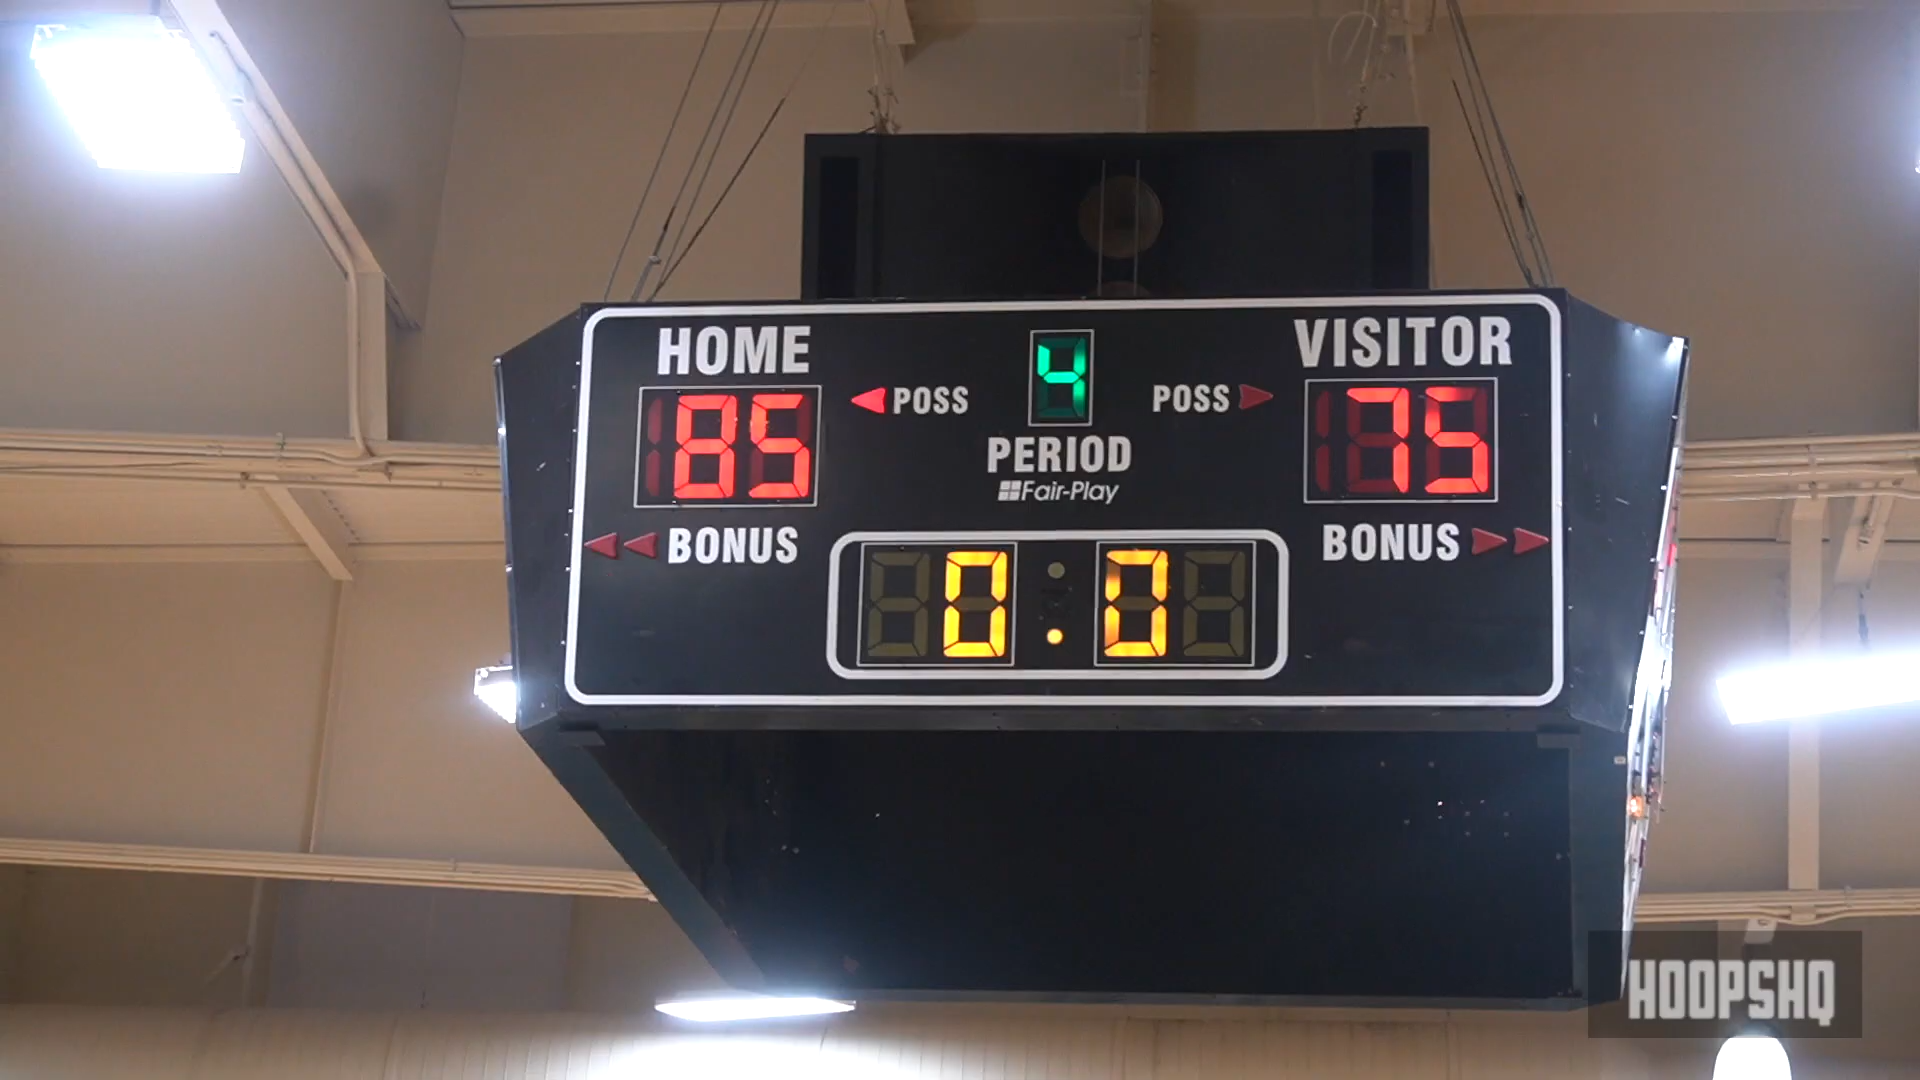 HOME
VISITOR
4
85
POSS
POSS
75
PERIOD
Fair-Play
BONUS
BONUS
0.0
HOOPSHQ